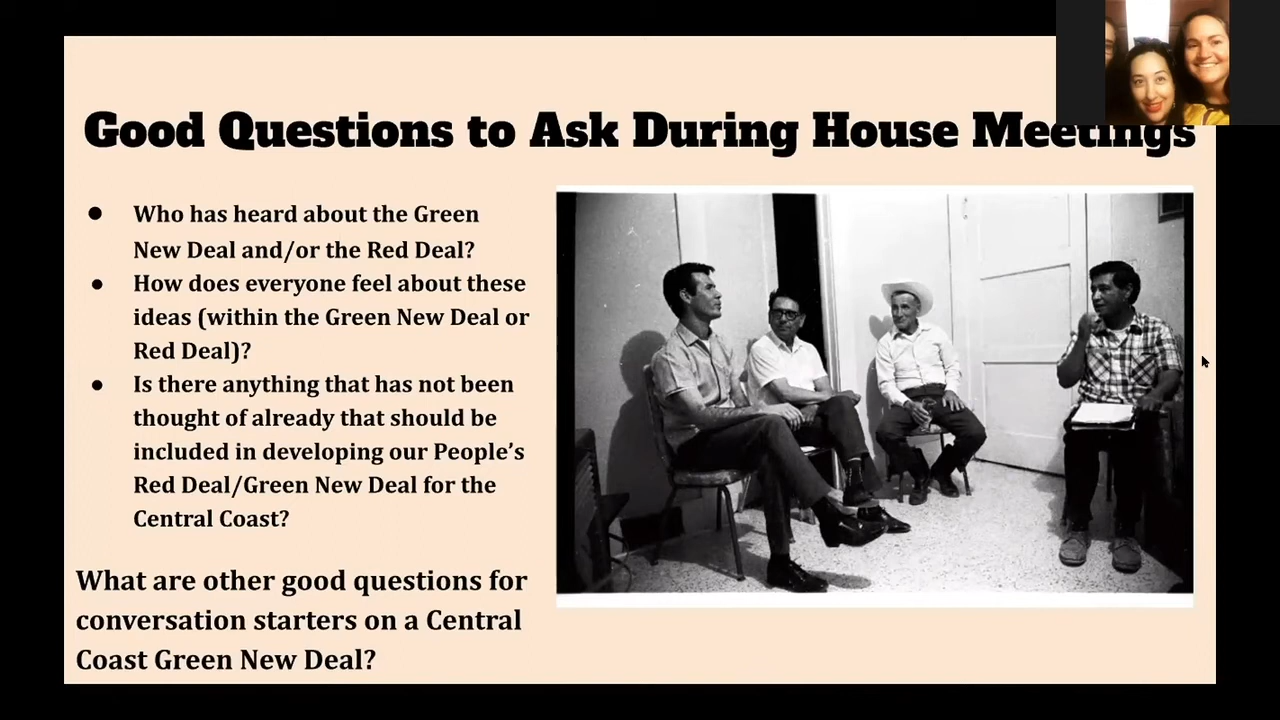 Good Questions to Ask During House Meetings
● Who has heard about the Green
New Deal and/or the Red Deal?
● How does everyone feel about these
ideas (within the Green New Deal or
Red Deal)?
● Is there anything that has not been
thought of already that should be
included in developing our People’s
Red Deal/Green New Deal for the
Central Coast?
What are other good questions for
conversation starters on a Central
Coast Green New Deal?